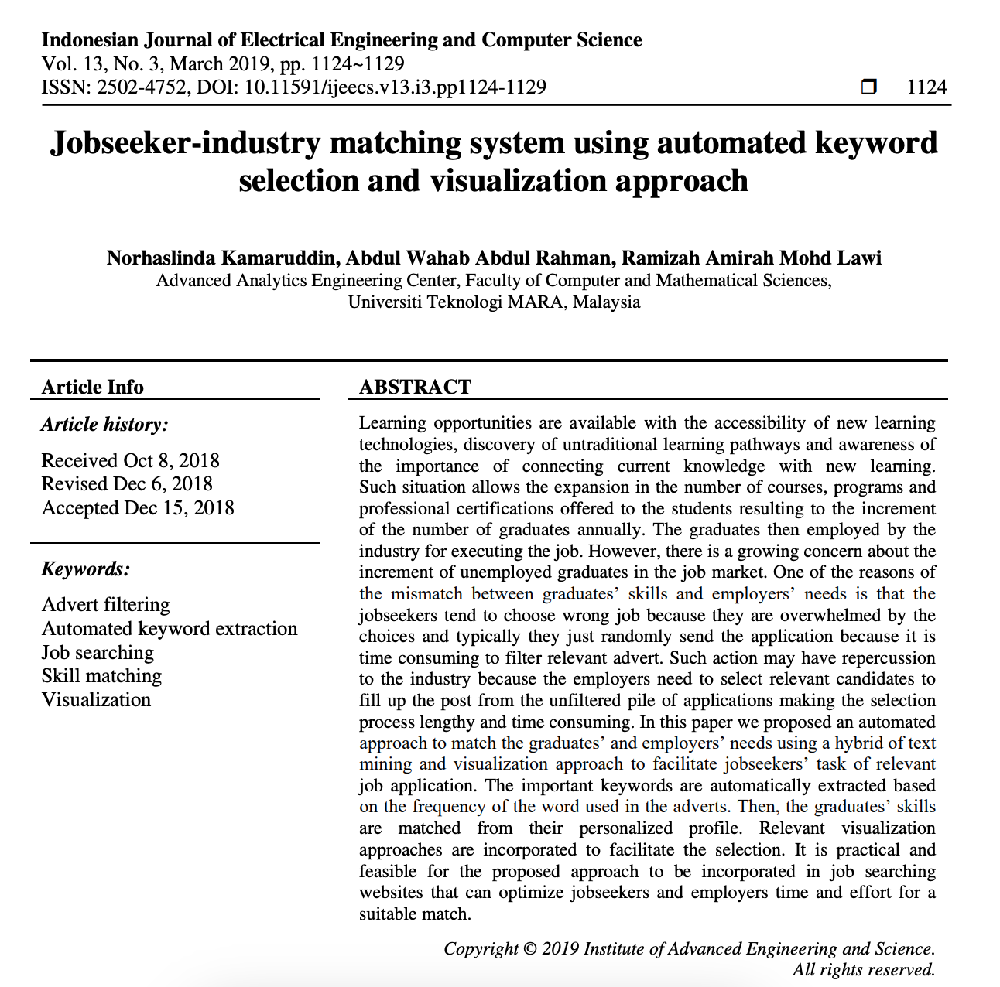 Indonesian Journal of Electrical Engineering and Computer Science
Vol. 13, No. 3, March 2019, pp. 1124~1129
ISSN: 2502-4752, DOI: 10.11591/ijeecs.v13.i3.pp1124-1129 ❒ 1124
Jobseeker-industry matching system using automated keyword
selection and visualization approach
Norhaslinda Kamaruddin, Abdul Wahab Abdul Rahman, Ramizah Amirah Mohd Lawi
Advanced Analytics Engineering Center, Faculty of Computer and Mathematical Sciences,
Universiti Teknologi MARA, Malaysia
Article Info
Article history:
Received Oct 8, 2018
Revised Dec 6, 2018
Accepted Dec 15, 2018
Keywords:
Advert filtering
Automated keyword extraction
Job searching
Skill matching
Visualization
ABSTRACT
Learning opportunities are available with the accessibility of new learning
technologies, discovery of untraditional learning pathways and awareness of
the importance of connecting current knowledge with new learning.
Such situation allows the expansion in the number of courses, programs and
professional certifications offered to the students resulting to the increment
of the number of graduates annually. The graduates then employed by the
industry for executing the job. However, there is a growing concern about the
increment of unemployed graduates in the job market. One of the reasons of
the mismatch between graduates’ skills and employers’ needs is that the
jobseekers tend to choose wrong job because they are overwhelmed by the
choices and typically they just randomly send the application because it is
time consuming to filter relevant advert. Such action may have repercussion
to the industry because the employers need to select relevant candidates to
fill up the post from the unfiltered pile of applications making the selection
process lengthy and time consuming. In this paper we proposed an automated
approach to match the graduates’ and employers’ needs using a hybrid of text
mining and visualization approach to facilitate jobseekers’ task of relevant
job application. The important keywords are automatically extracted based
on the frequency of the word used in the adverts. Then, the graduates’ skills
are matched from their personalized profile. Relevant visualization
approaches are incorporated to facilitate the selection. It is practical and
feasible for the proposed approach to be incorporated in job searching
websites that can optimize jobseekers and employers time and effort for a
suitable match.
Copyright © 2019 Institute of Advanced Engineering and Science.
All rights reserved.